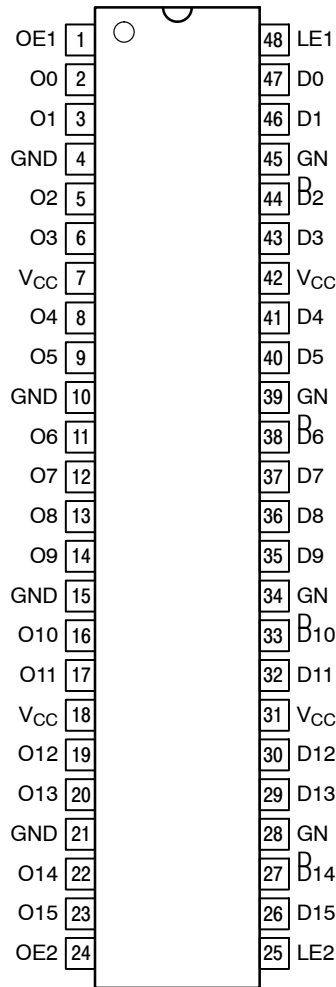 OE1 1 48 LE1
O0 2 47 D0
O1 3 46 D1
GND 4 45 GN
D
O2 5 44 D2
O3 6 43 D3
VCC 7 42 VCC
O4 8 41 D4
O5 9 40 D5
GND 10 39 GN
D
O6 11 38 D6
O7 12 37 D7
O8 13 36 D8
O9 14 35 D9
GND 15 34 GN
D
O10 16 33 D10
O11 17 32 D11
VCC 18 31 VCC
O12 19 30 D12
O13 20 29 D13
GND 21 28 GN
D
O14 22 27 D14
O15 23 26 D15
OE2 24 25 LE2